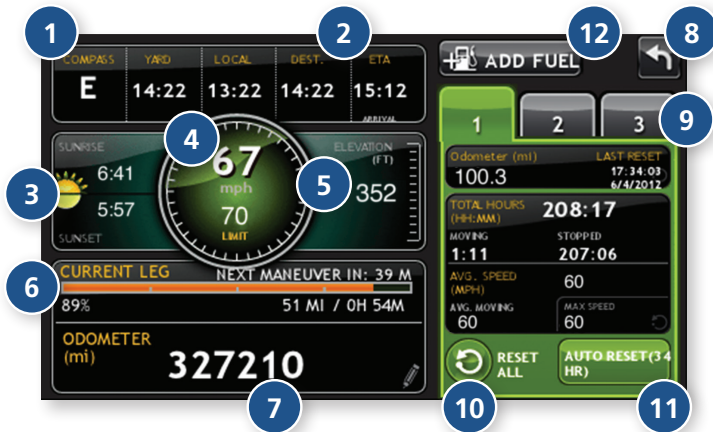 1
2
12
8
COMPASS YARD LOCAL DEST. ETA
E 14:22 13:22 14:22 15:12
ARRIVAL
ADD FUEL
1 2 3
9
4
SUNRISE
6:41
3
5:57
SUNSET
67
mph
70
LIMIT
5
ELEVATION
(FT)
352
Odometer (mi) LAST RESET
100.3 17:34:03
6/4/2012
TOTAL HOURS
(HH:MM) 208:17
MOVING STOPPED
1:11 207:06
AVG. SPEED
(MPH) 60
AVG. MOVING MAX SPEED
60 60
6
CURRENT LEG NEXT MANEUVER IN: 39 M
89% 51 MI / 0H 54M
ODOMETER
(mi)
327210
7
RESET
ALL
AUTO RESET(34
HR)
10
11